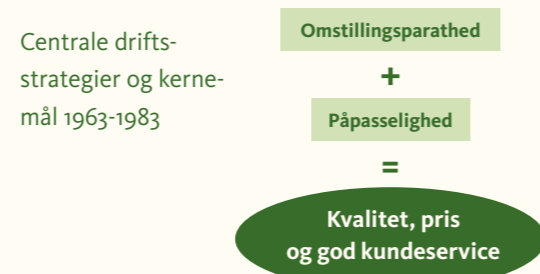 Centrale drifts-
strategier og kerne-
mål 1963-1983
Omstillingsparathed
+
Påpasselighed
=
Kvalitet, pris
og god kundeservice